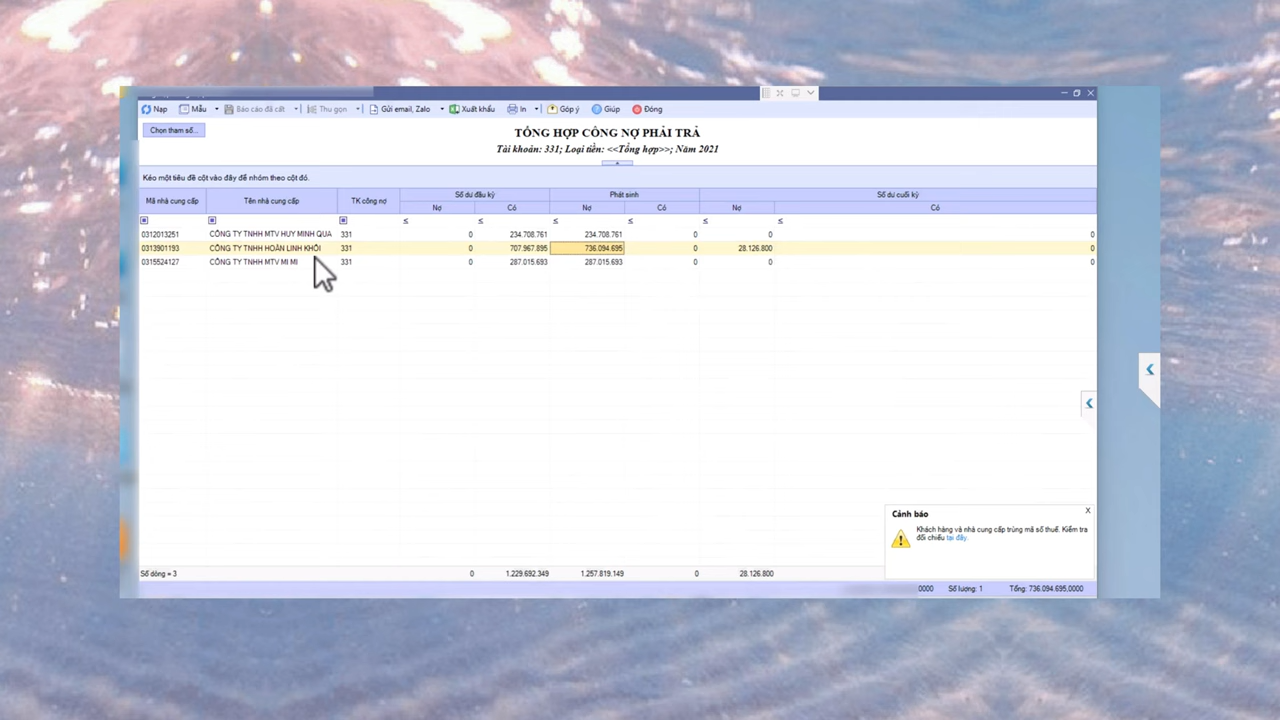 Nạp Mẫu Báo cáo đã cất Thu gọn Gửi email, Zalo Xuất khẩu In Góp ý Giúp Đóng
Chọn tham số...
TỔNG HỢP CÔNG NỢ PHẢI TRẢ
Tài khoản: 331; Loại tiền: <<Tổng hợp>>; Năm 2021
Kéo một tiêu đề cột vào đây để nhóm theo cột đó.
Mã nhà cung cấp Tên nhà cung cấp TK công nợ Số dư đầu kỳ Phát sinh Số dư cuối kỳ
Nợ Có Nợ Có Nợ Có
≤ ≤ ≤ ≤ ≤ ≤
0312013251 CÔNG TY TNHH MTV HUY MINH QUA 331 0 234.708.761 234.708.761 0 0 0
0313901193 CÔNG TY TNHH HOÀN LINH KHÔI 331 0 707.967.895 736.094.695 0 28.126.800 0
0315524127 CÔNG TY TNHH MTV MI MI 331 0 287.015.693 287.015.693 0 0 0
Cảnh báo X
Khách hàng và nhà cung cấp trùng mã số thuế. Kiểm tra
đối chiếu tại đây.
Số dòng = 3 0 1.229.692.349 1.257.819.149 0 28.126.800
0000 Số lượng: 1 Tổng: 736.094.695,0000